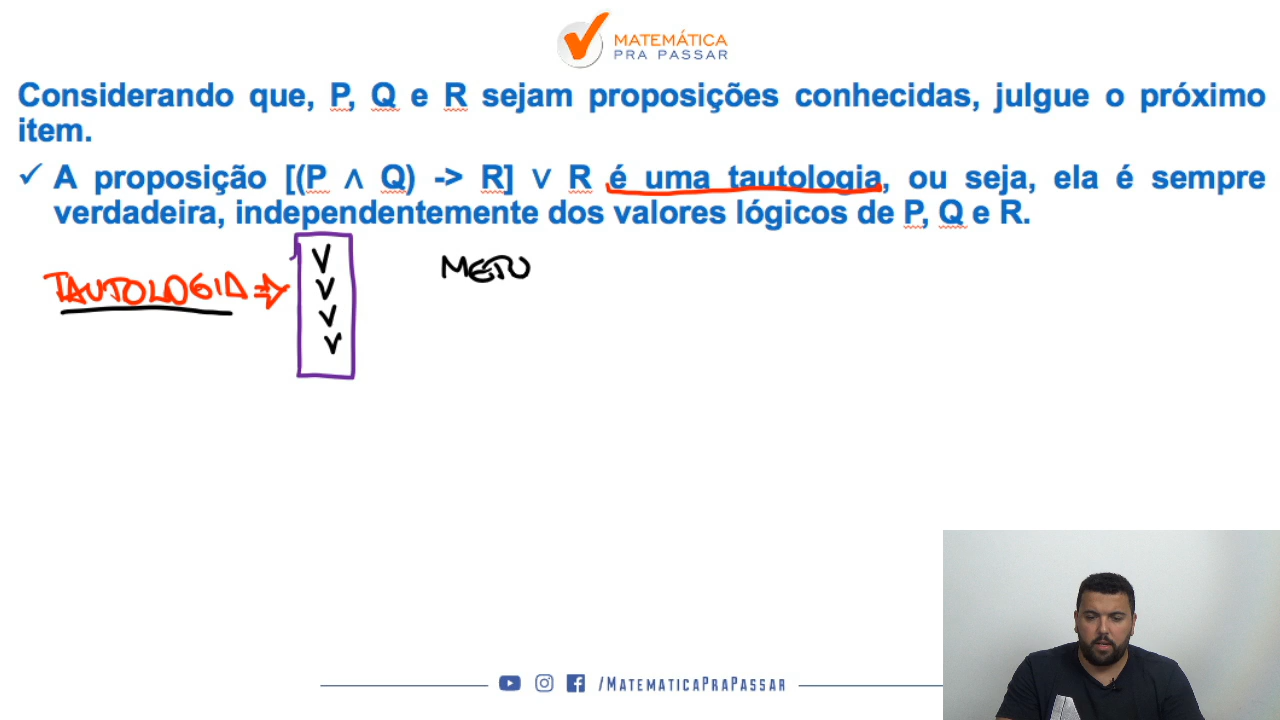 MATEMÁTICA
PRA PASSAR
Considerando que, P, Q e R sejam proposições conhecidas, julgue o próximo
item.
✓ A proposição [(P ∧ Q) -> R] ∨ R é uma tautologia, ou seja, ela é sempre
verdadeira, independentemente dos valores lógicos de P, Q e R.
TAUTOLOGIA ⇒
V
V
V
V
METO
/MATEMATICAPRAPASSAR